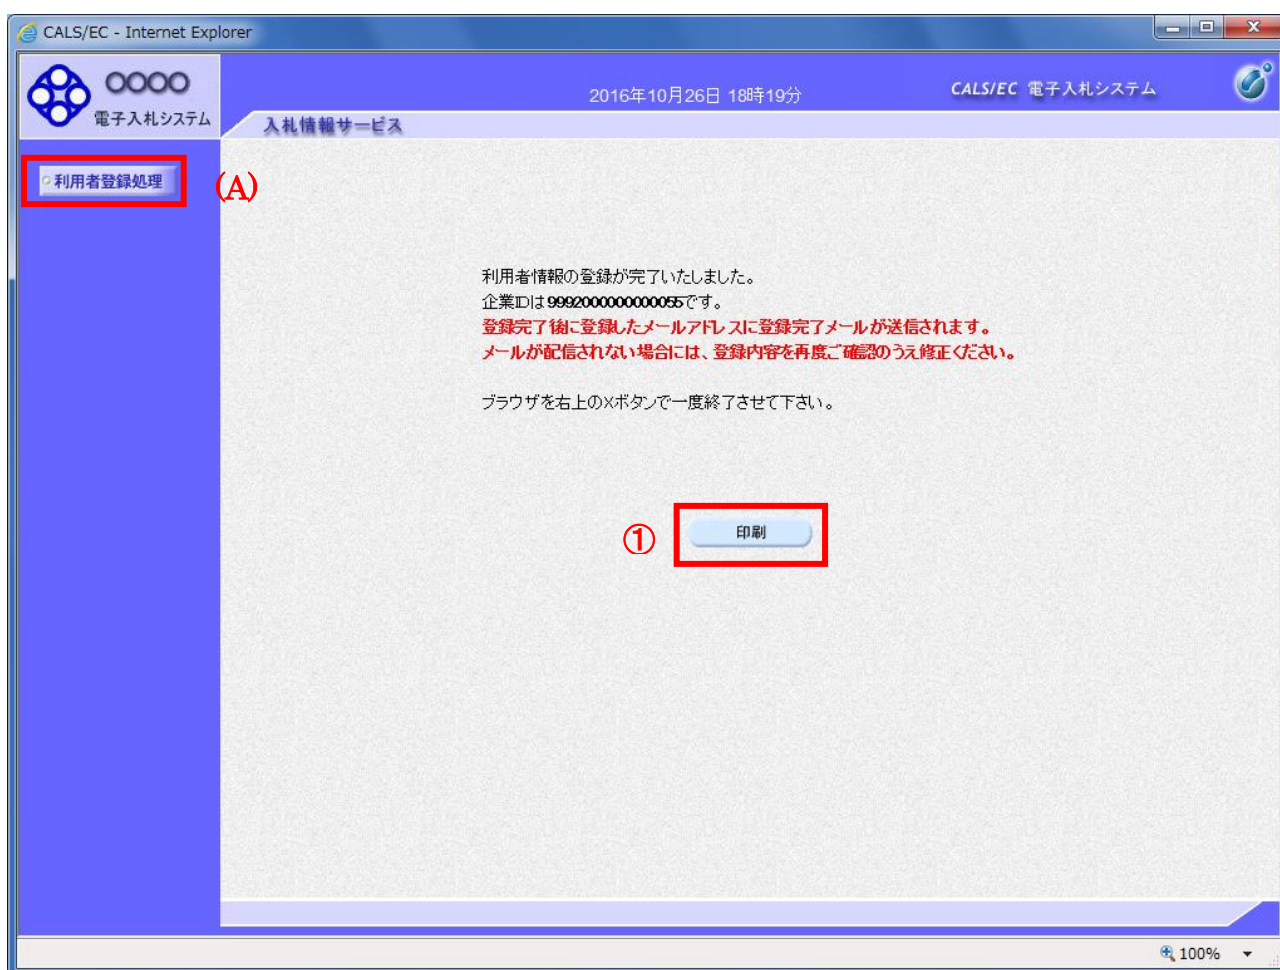 CALS/EC - Internet Explorer
○○○○
電子入札システム
2016年10月26日 18時19分
CALS/EC 電子入札システム
入札情報サービス
利用者登録処理
(A)
利用者情報の登録が完了いたしました。
企業IDは9992000000000055です。
登録完了後に登録したメールアドレスに登録完了メールが送信されます。
メールが配信されない場合には、登録内容を再度ご確認のうえ修正ください。
ブラウザを右上の×ボタンで一度終了させて下さい。
① 印刷
100%